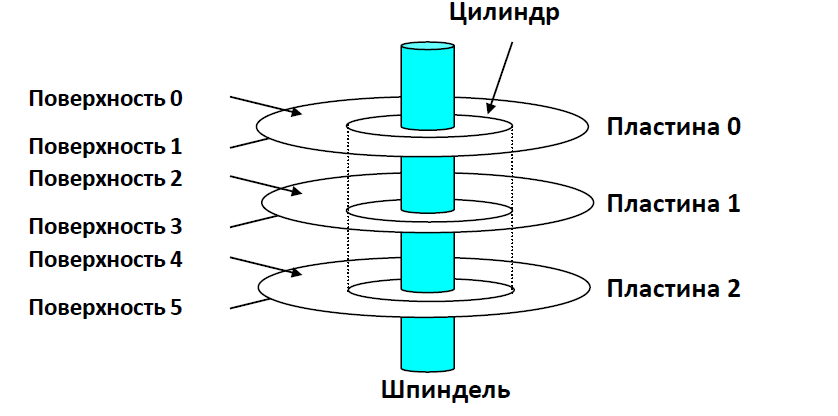 Цилиндр
Поверхность 0
Пластина 0
Поверхность 1
Поверхность 2
Пластина 1
Поверхность 3
Поверхность 4
Пластина 2
Поверхность 5
Шпиндель